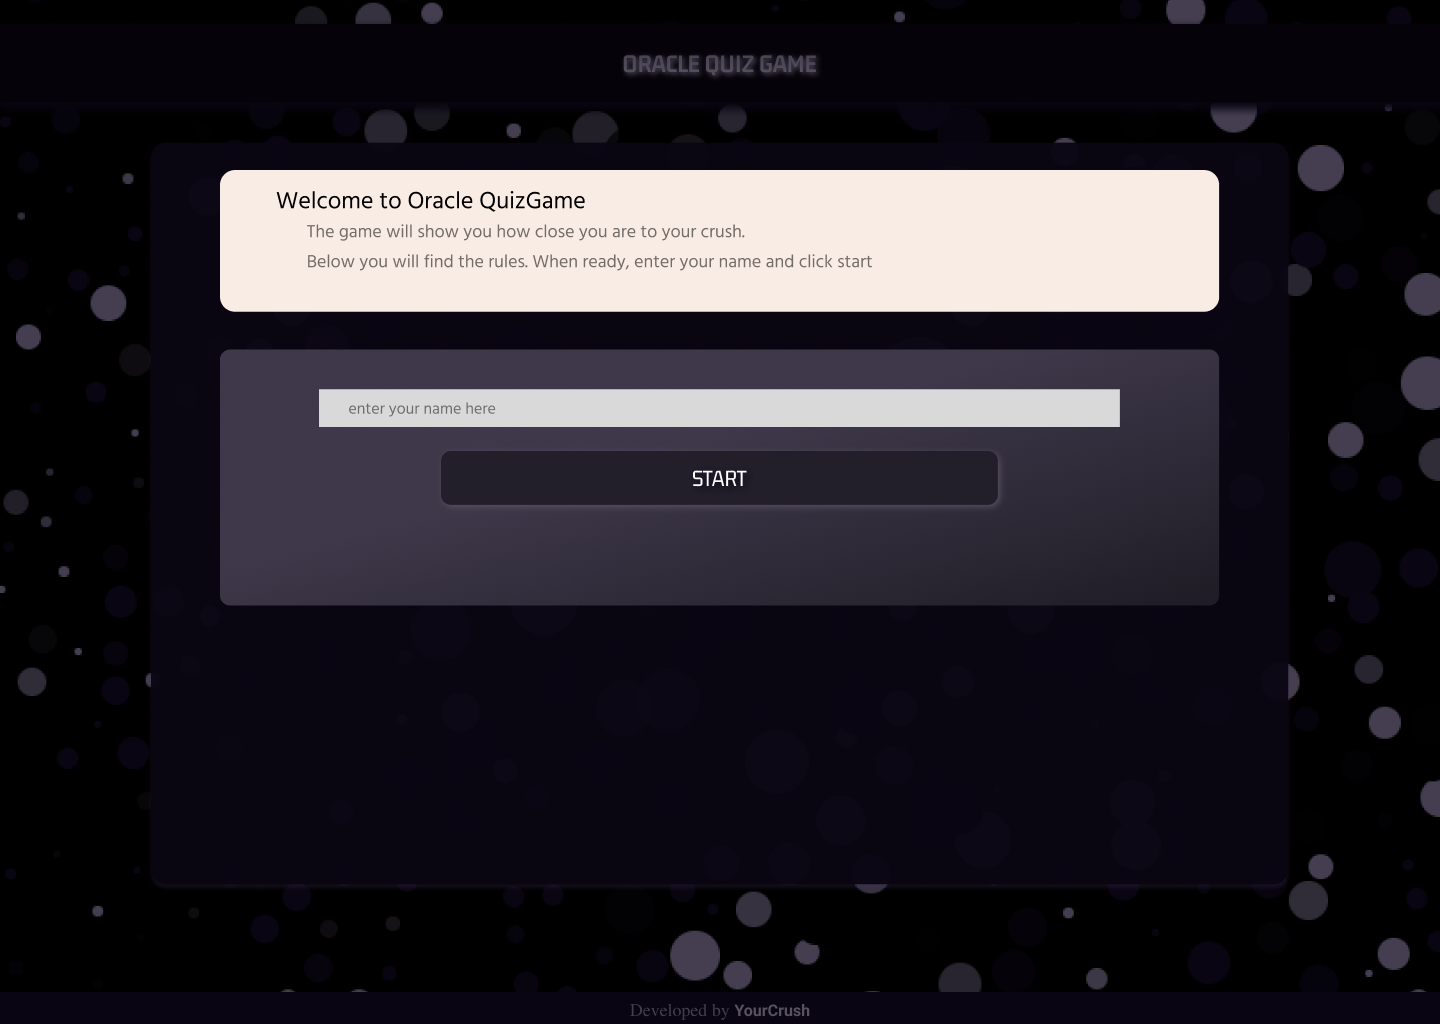 ORACLE QUIZ GAME
Welcome to Oracle QuizGame
The game will show you how close you are to your crush.
Below you will find the rules. When ready, enter your name and click start
enter your name here
START
Developed by YourCrush